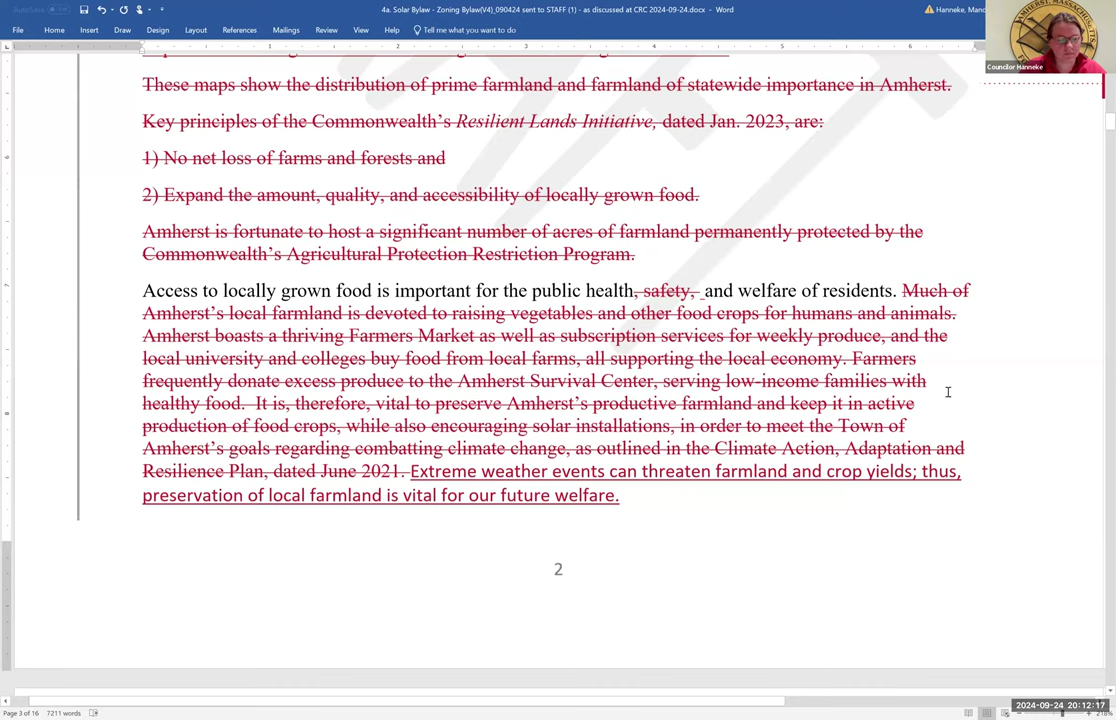 4a. Solar Bylaw - Zoning Bylaw(V4)_090424 sent to STAFF (1) - as discussed at CRC 2024-09-24.docx - Word
File Home Insert Draw Design Layout References Mailings Review View Help Tell me what you want to do
Councilor Hanneke
These maps show the distribution of prime farmland and farmland of statewide importance in Amherst.
Key principles of the Commonwealth's Resilient Lands Initiative, dated Jan. 2023, are:
1) No net loss of farms and forests and
2) Expand the amount, quality, and accessibility of locally grown food.
Amherst is fortunate to host a significant number of acres of farmland permanently protected by the
Commonwealth's Agricultural Protection Restriction Program.
Access to locally grown food is important for the public health, safety, and welfare of residents. Much of
Amherst's local farmland is devoted to raising vegetables and other food crops for humans and animals.
Amherst boasts a thriving Farmers Market as well as subscription services for weekly produce, and the
local university and colleges buy food from local farms, all supporting the local economy. Farmers
frequently donate excess produce to the Amherst Survival Center, serving low-income families with
healthy food. It is, therefore, vital to preserve Amherst's productive farmland and keep it in active
production of food crops, while also encouraging solar installations, in order to meet the Town of
Amherst's goals regarding combatting climate change, as outlined in the Climate Action, Adaptation and
Resilience Plan, dated June 2021. Extreme weather events can threaten farmland and crop yields; thus,
preservation of local farmland is vital for our future welfare.
2
Page 3 of 16 7211 words
2024-09-24 20:12:17